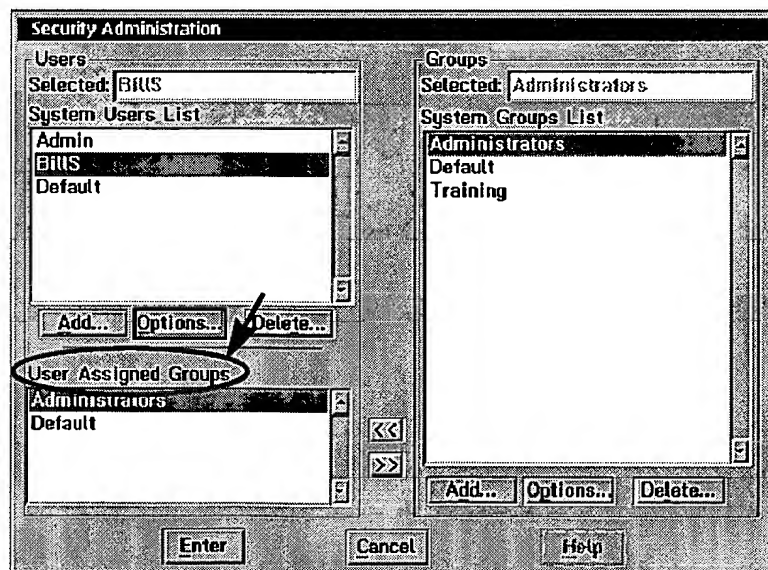 Security Administration
Users
Selected: BillS
System Users List
Admin
BillS
Default
Add... Options... Delete...
User Assigned Groups
Administrators
Default
<<
>>
Groups
Selected: Administrators
System Groups List
Administrators
Default
Training
Add... Options... Delete...
Enter Cancel Help